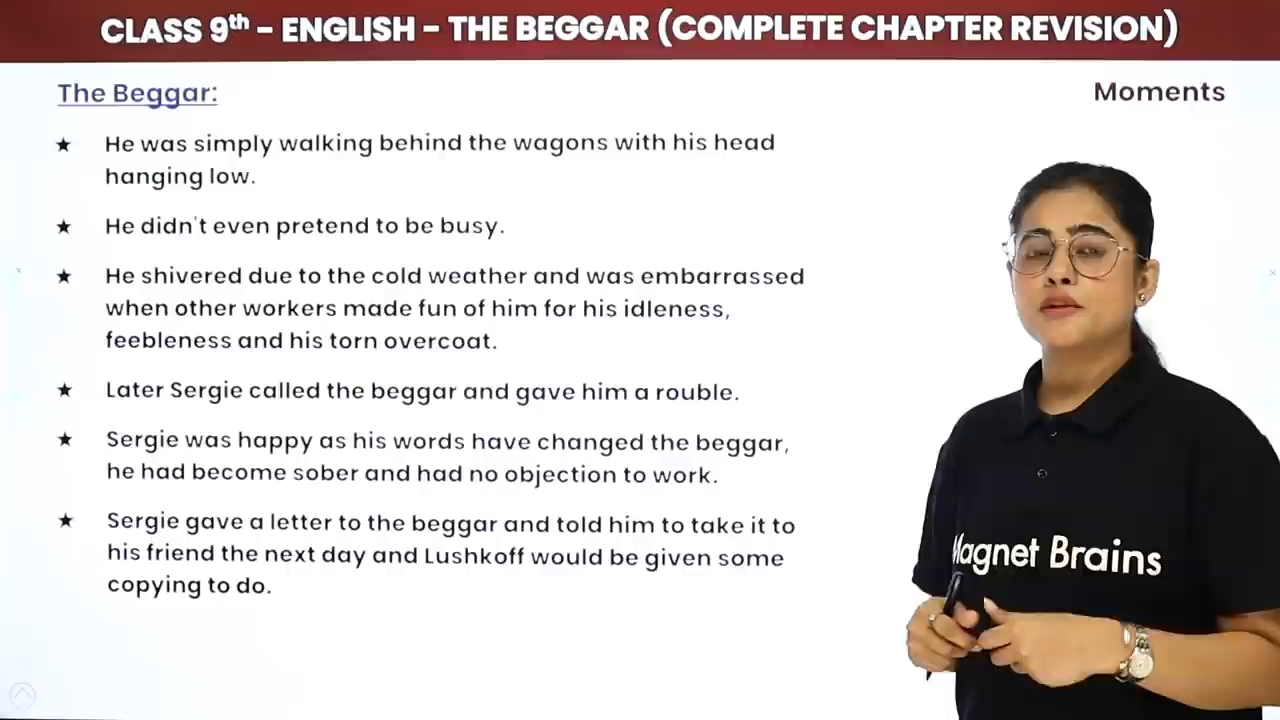 CLASS 9th - ENGLISH - THE BEGGAR (COMPLETE CHAPTER REVISION)
The Beggar:
Moments
★ He was simply walking behind the wagons with his head
hanging low.
★ He didn't even pretend to be busy.
★ He shivered due to the cold weather and was embarrassed
when other workers made fun of him for his idleness,
feebleness and his torn overcoat.
★ Later Sergie called the beggar and gave him a rouble.
★ Sergie was happy as his words have changed the beggar,
he had become sober and had no objection to work.
★ Sergie gave a letter to the beggar and told him to take it to
his friend the next day and Lushkoff would be given some
copying to do.
Magnet Brains